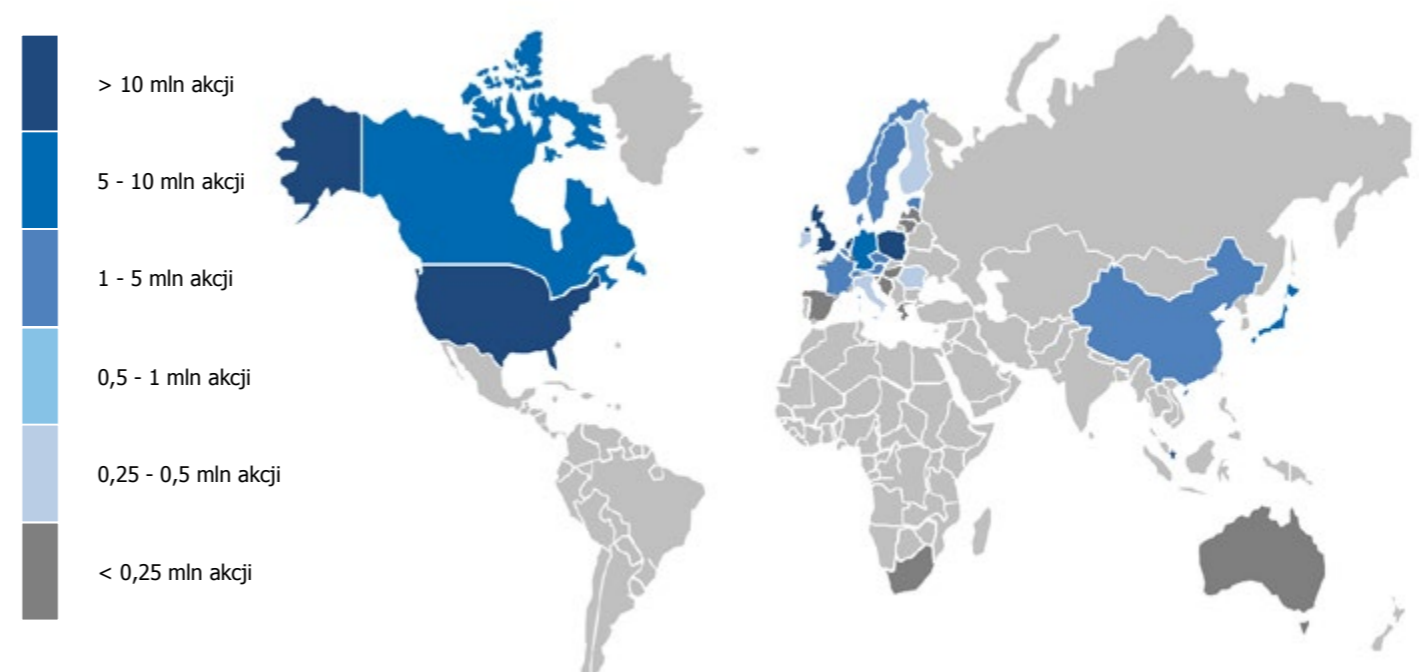 > 10 mln akcji
5 - 10 mln akcji
1 - 5 mln akcji
0,5 - 1 mln akcji
0,25 - 0,5 mln akcji
< 0,25 mln akcji